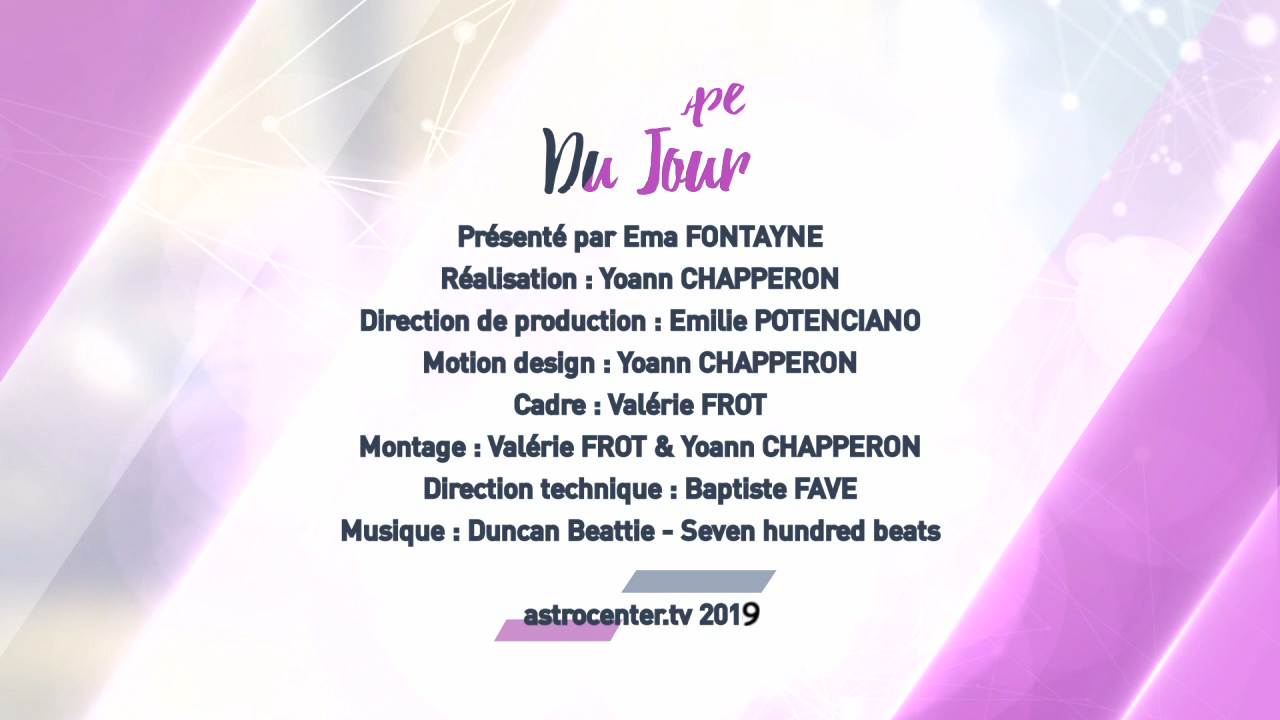 ape
Du Jour
Présenté par Ema FONTAYNE
Réalisation : Yoann CHAPPERON
Direction de production : Emilie POTENCIANO
Motion design : Yoann CHAPPERON
Cadre : Valérie FROT
Montage : Valérie FROT & Yoann CHAPPERON
Direction technique : Baptiste FAVE
Musique : Duncan Beattie - Seven hundred beats
astrocenter.tv 2019